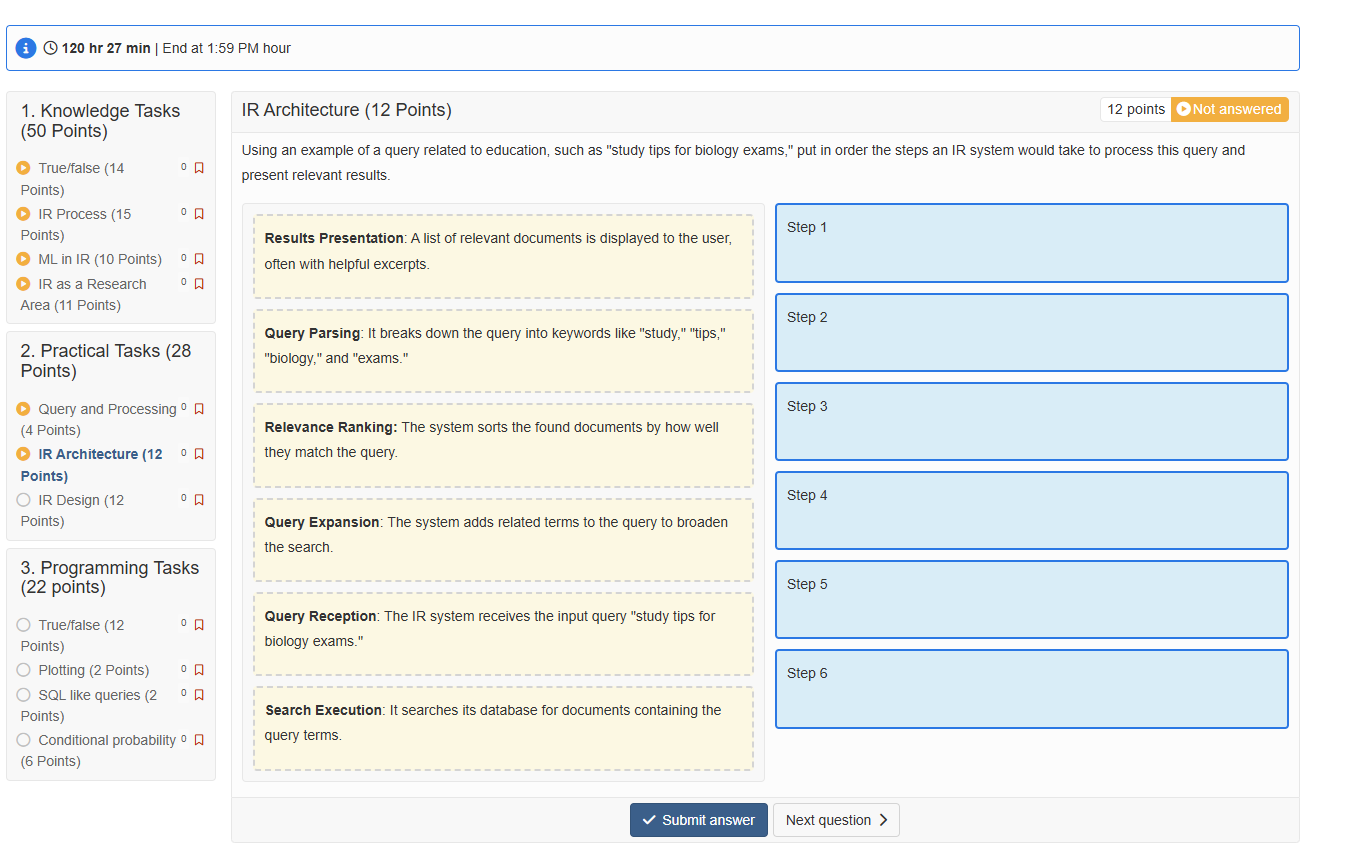 120 hr 27 min | End at 1:59 PM hour
1. Knowledge Tasks
(50 Points)
True/false (14 0
Points)
IR Process (15 0
Points)
ML in IR (10 Points) 0
IR as a Research 0
Area (11 Points)
2. Practical Tasks (28
Points)
Query and Processing 0
(4 Points)
IR Architecture (12 0
Points)
IR Design (12 0
Points)
3. Programming Tasks
(22 points)
True/false (12 0
Points)
Plotting (2 Points) 0
SQL like queries (2 0
Points)
Conditional probability 0
(6 Points)
IR Architecture (12 Points)
12 points Not answered
Using an example of a query related to education, such as "study tips for biology exams," put in order the steps an IR system would take to process this query and
present relevant results.
Results Presentation: A list of relevant documents is displayed to the user,
often with helpful excerpts.
Query Parsing: It breaks down the query into keywords like "study," "tips,"
"biology," and "exams."
Relevance Ranking: The system sorts the found documents by how well
they match the query.
Query Expansion: The system adds related terms to the query to broaden
the search.
Query Reception: The IR system receives the input query "study tips for
biology exams."
Search Execution: It searches its database for documents containing the
query terms.
Step 1
Step 2
Step 3
Step 4
Step 5
Step 6
Submit answer
Next question